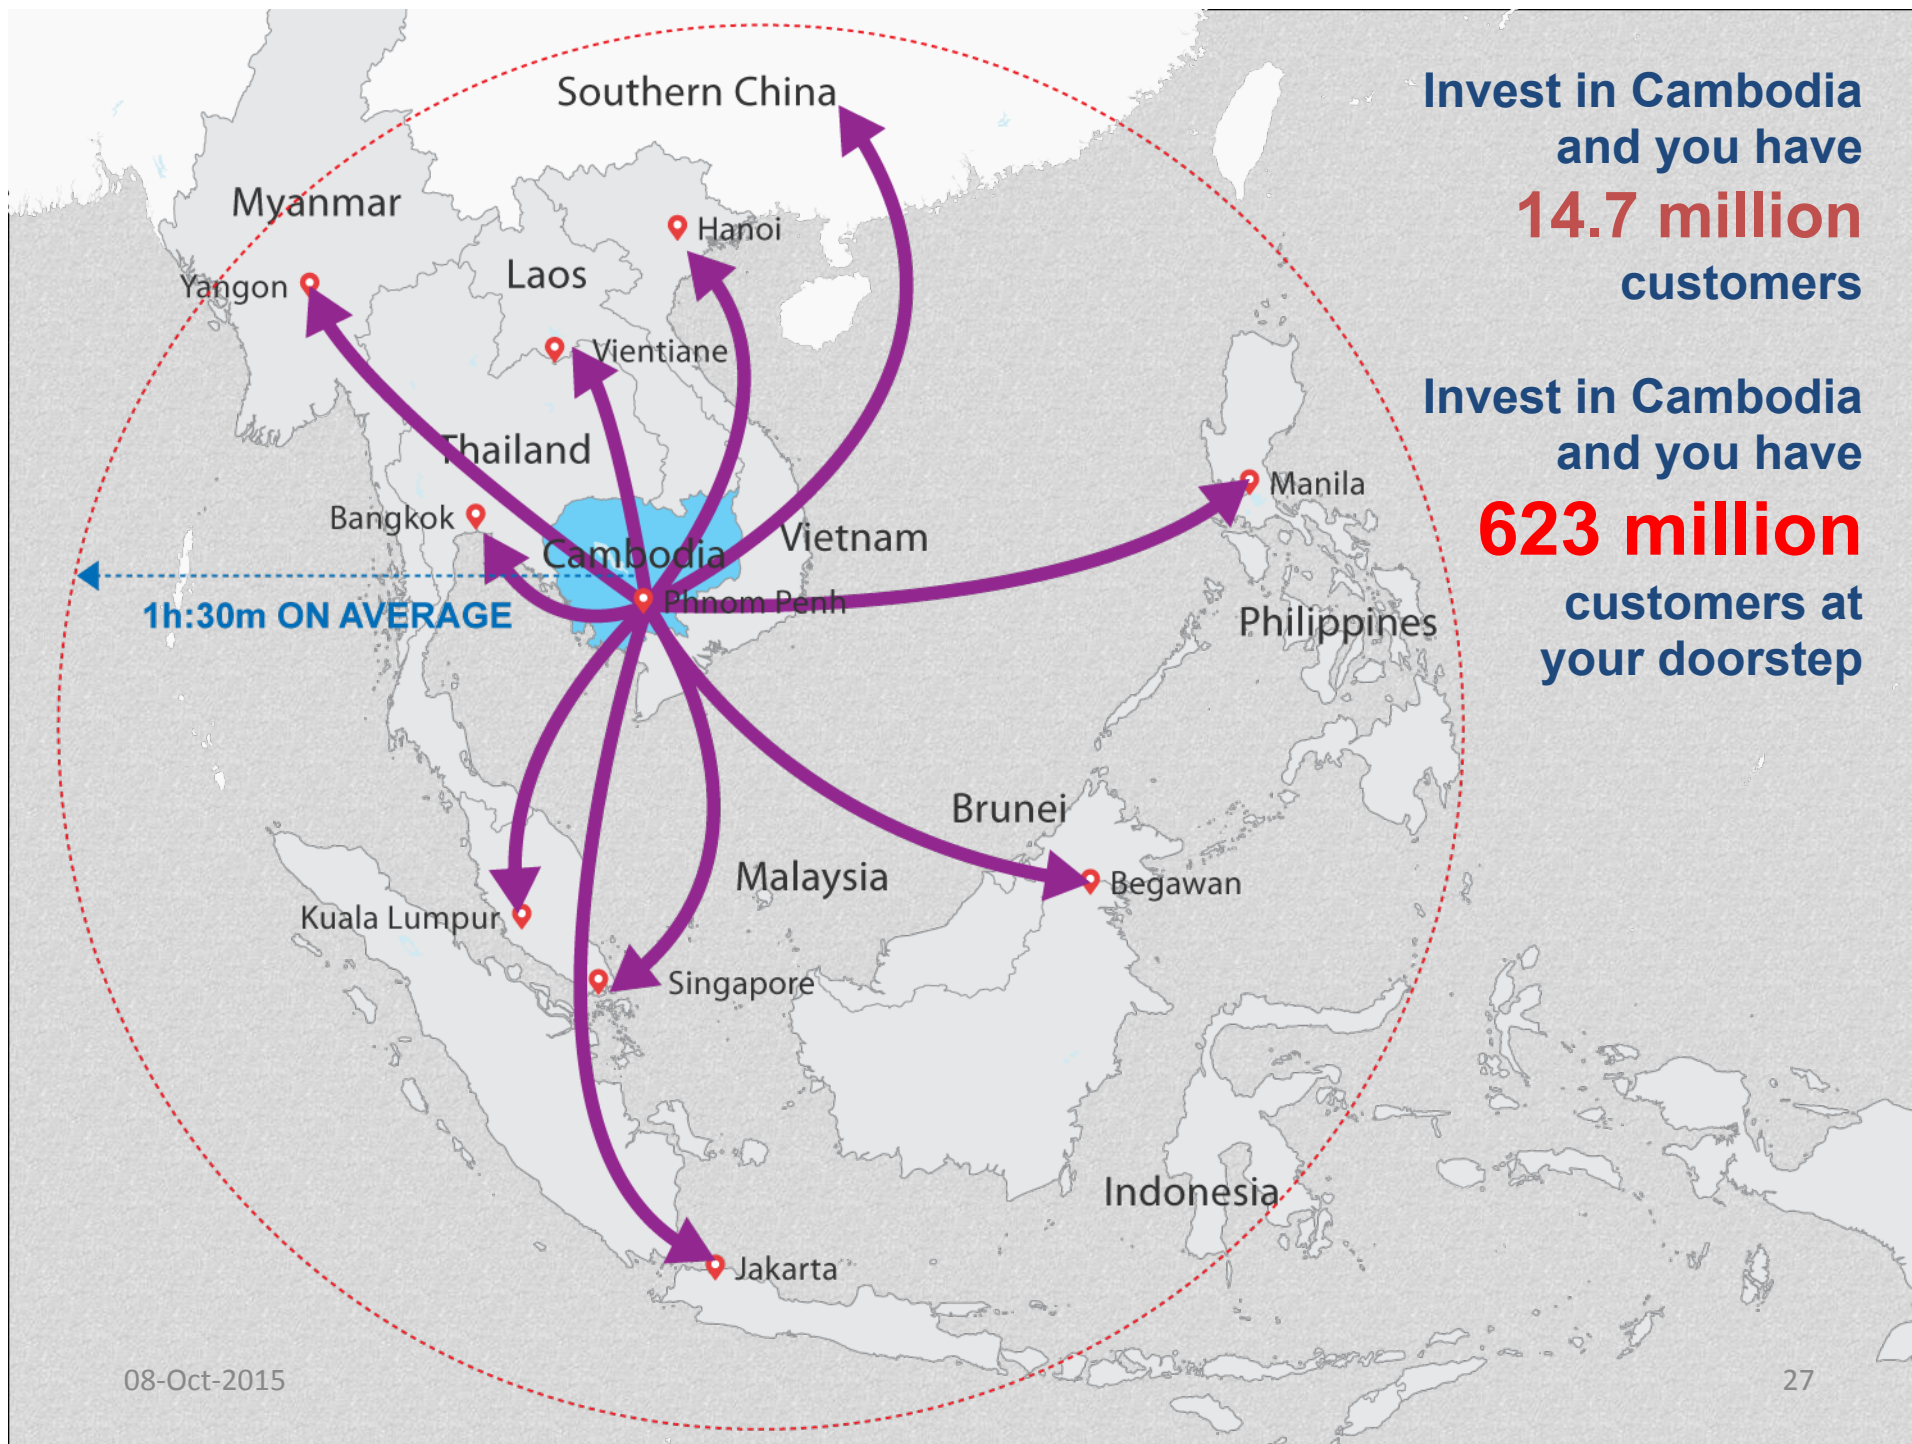 Southern China
Myanmar
Hanoi
Laos
Yangon
Vientiane
Thailand
Bangkok
Cambodia
Vietnam
Manila
Phnom Penh
1h:30m ON AVERAGE
Philippines
Brunei
Malaysia
Begawan
Kuala Lumpur
Singapore
Indonesia
Jakarta
Invest in Cambodia
and you have
14.7 million
customers
Invest in Cambodia
and you have
623 million
customers at
your doorstep
08-Oct-2015
27